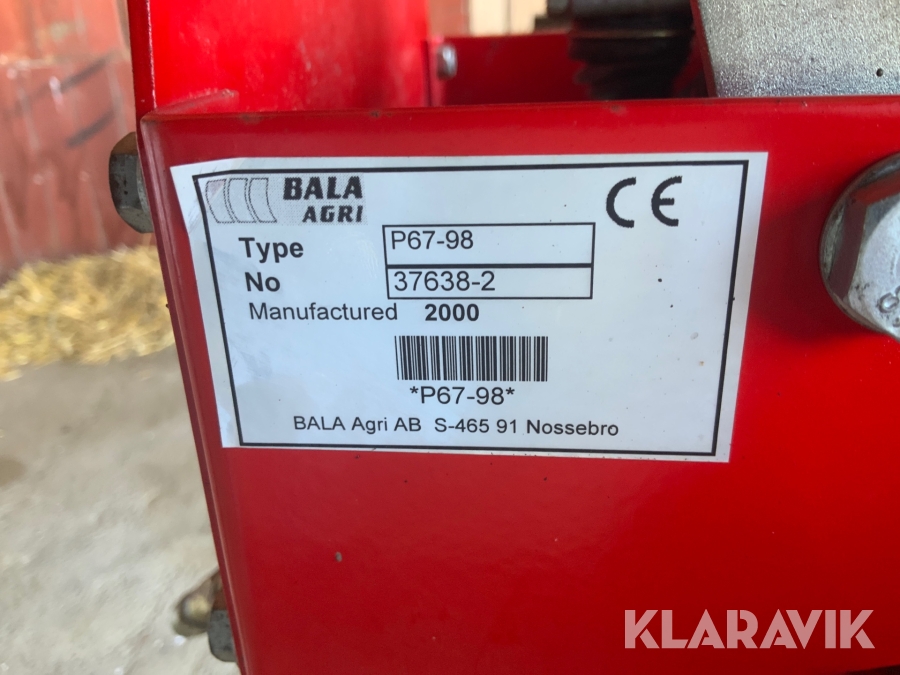 BALA
AGRI
CE
Type P67-98
No 37638-2
Manufactured 2000
*P67-98*
BALA Agri AB S-465 91 Nossebro
KLARAVIK